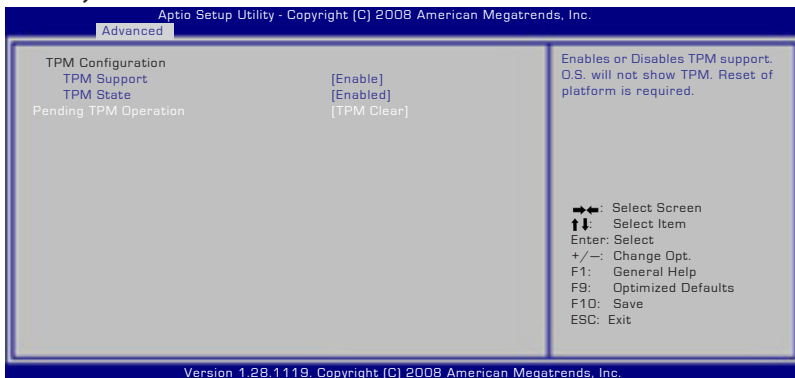 Aptio Setup Utility - Copyright (C) 2008 American Megatrends, Inc.
Advanced
TPM Configuration
TPM Support [Enable]
TPM State [Enabled]
Pending TPM Operation [TPM Clear]
Enables or Disables TPM support.
O.S. will not show TPM. Reset of
platform is required.
→←: Select Screen
↑↓: Select Item
Enter: Select
+/—: Change Opt.
F1: General Help
F9: Optimized Defaults
F10: Save
ESC: Exit
Version 1.28.1119. Copyright (C) 2008 American Megatrends, Inc.